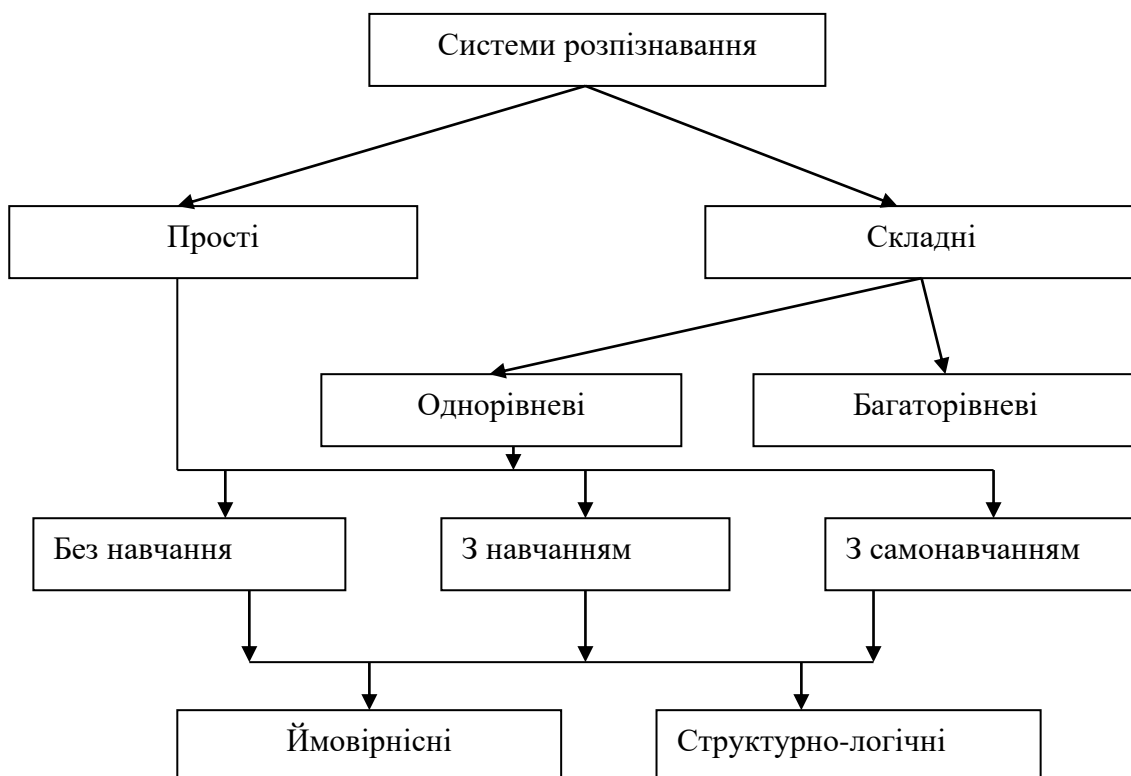 Системи розпізнавання
Прості
Складні
Однорівневі
Багаторівневі
Без навчання
З навчанням
З самонавчанням
Ймовірнісні
Структурно-логічні